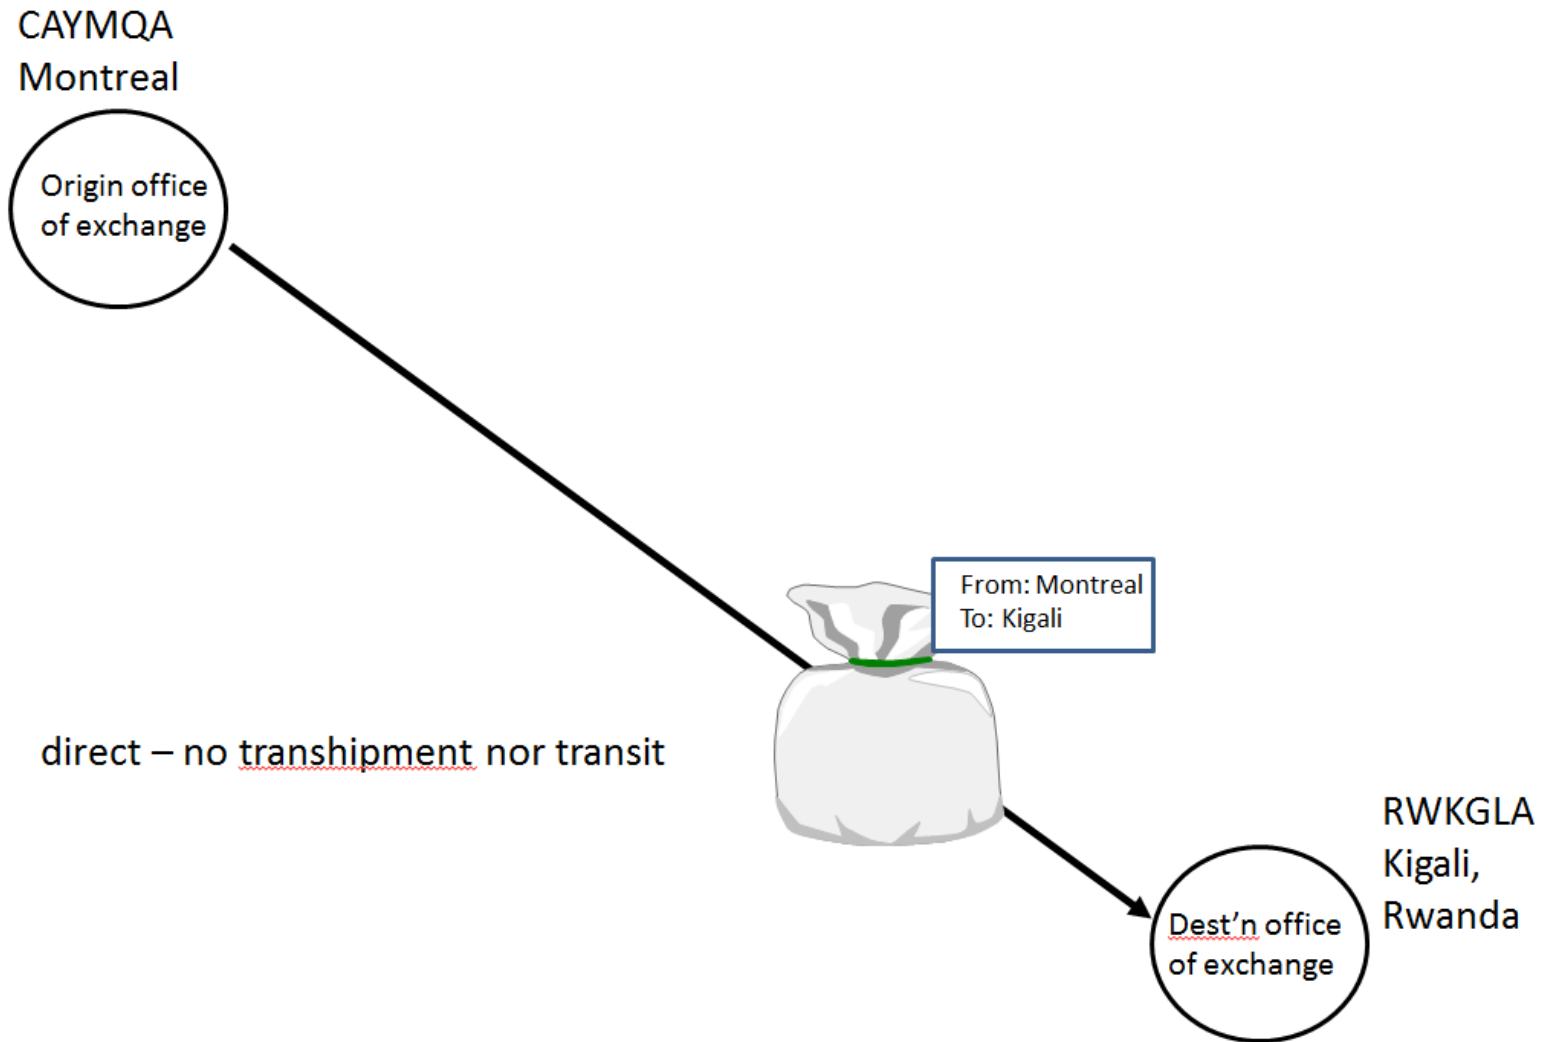 CAYMQA
Montreal
Origin office
of exchange
From: Montreal
To: Kigali
direct – no transhipment nor transit
RWKGLA
Kigali,
Rwanda
Dest’n office
of exchange